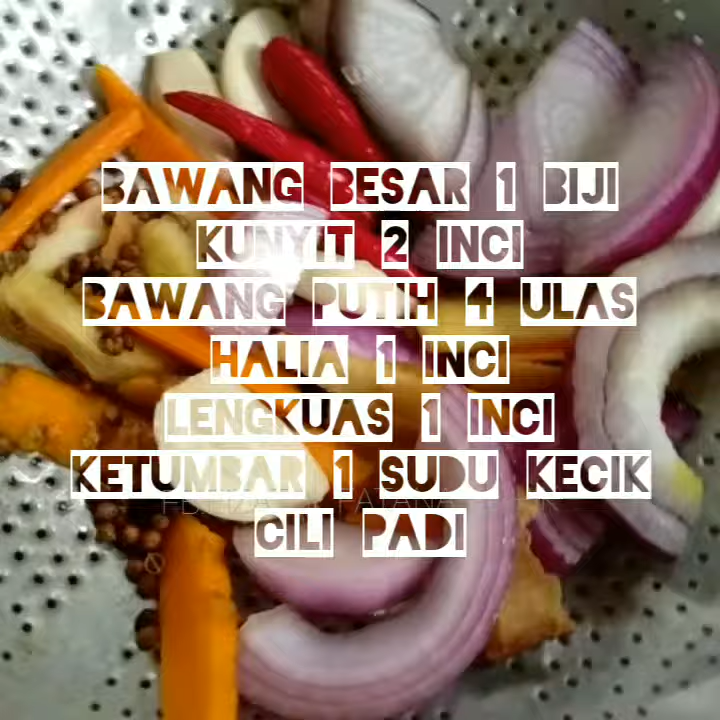 BAWANG BESAR 1 BIJI
KUNYIT 2 INCI
BAWANG PUTIH 4 ULAS
HALIA 1 INCI
LENGKUAS 1 INCI
KETUMBAR 1 SUDU KECIK
CILI PADI